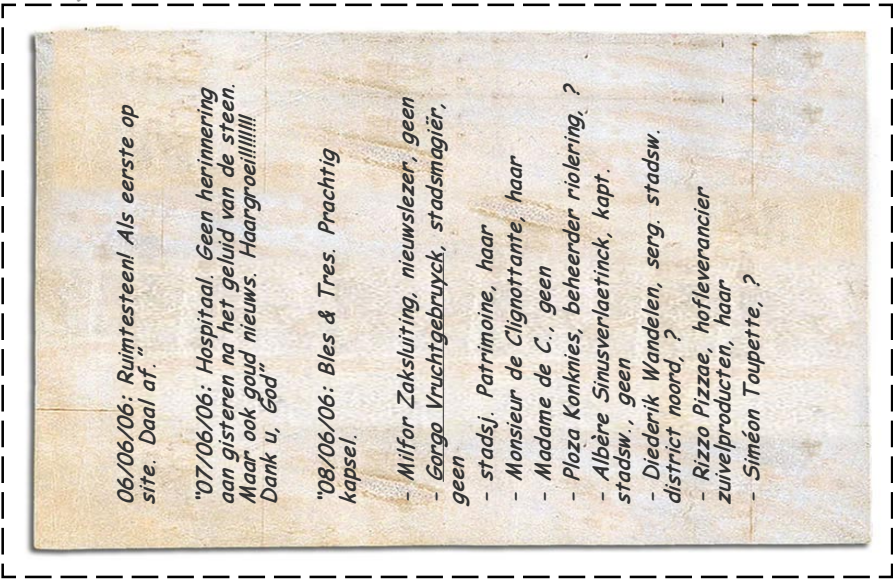 06/06/06: Ruimtesteen! Als eerste op
site. Daal af."
"07/06/06: Hospitaal. Geen herinnering
aan gisteren na het geluid van de steen.
Maar ook goud nieuws. Haargroei!!!!!!!!!
Dank u, God"
"08/06/06: Bles & Tres. Prachtig
kapsel.
- Milfor Zaksluiting, nieuwslezer, geen
- Gorgo Vruchtgebruyck, stadsmagiër,
geen
- stadsj. Patrimoine, haar
- Monsieur de Clignottante, haar
- Madame de C., geen
- Ploza Konknies, beheerder riolering, ?
- Albère Sinusverlaetinck, kapt.
stadsw., geen
- Diederik Wandelen, serg. stadsw.
district noord, ?
- Rizzo Pizzae, hofleverancier
zuivelproducten, haar
- Siméon Toupette, ?